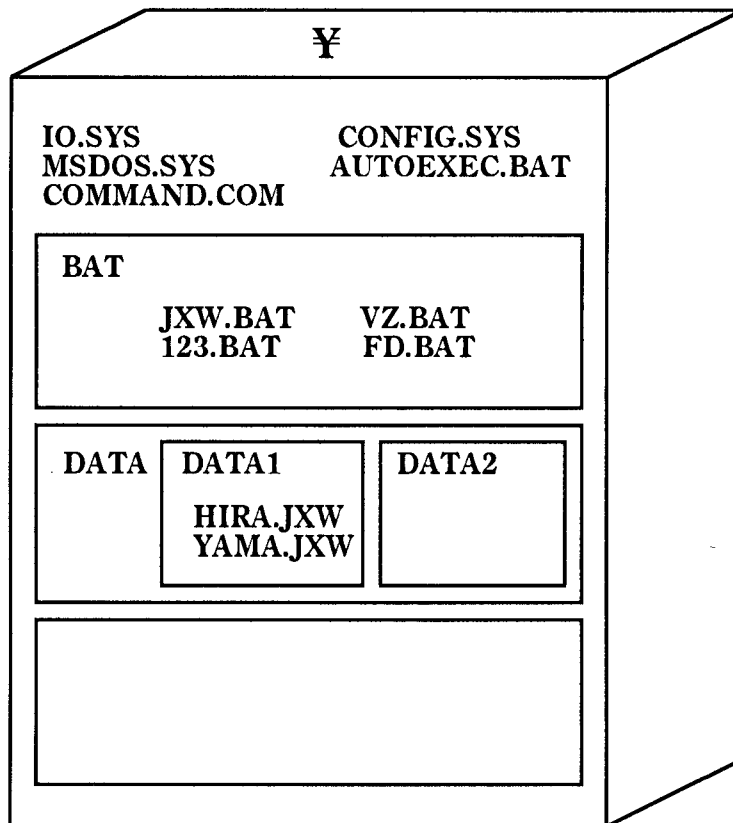 ¥
IO.SYS CONFIG.SYS
MSDOS.SYS AUTOEXEC.BAT
COMMAND.COM
BAT
JXW.BAT VZ.BAT
123.BAT FD.BAT
DATA DATA1 DATA2
HIRA.JXW
YAMA.JXW